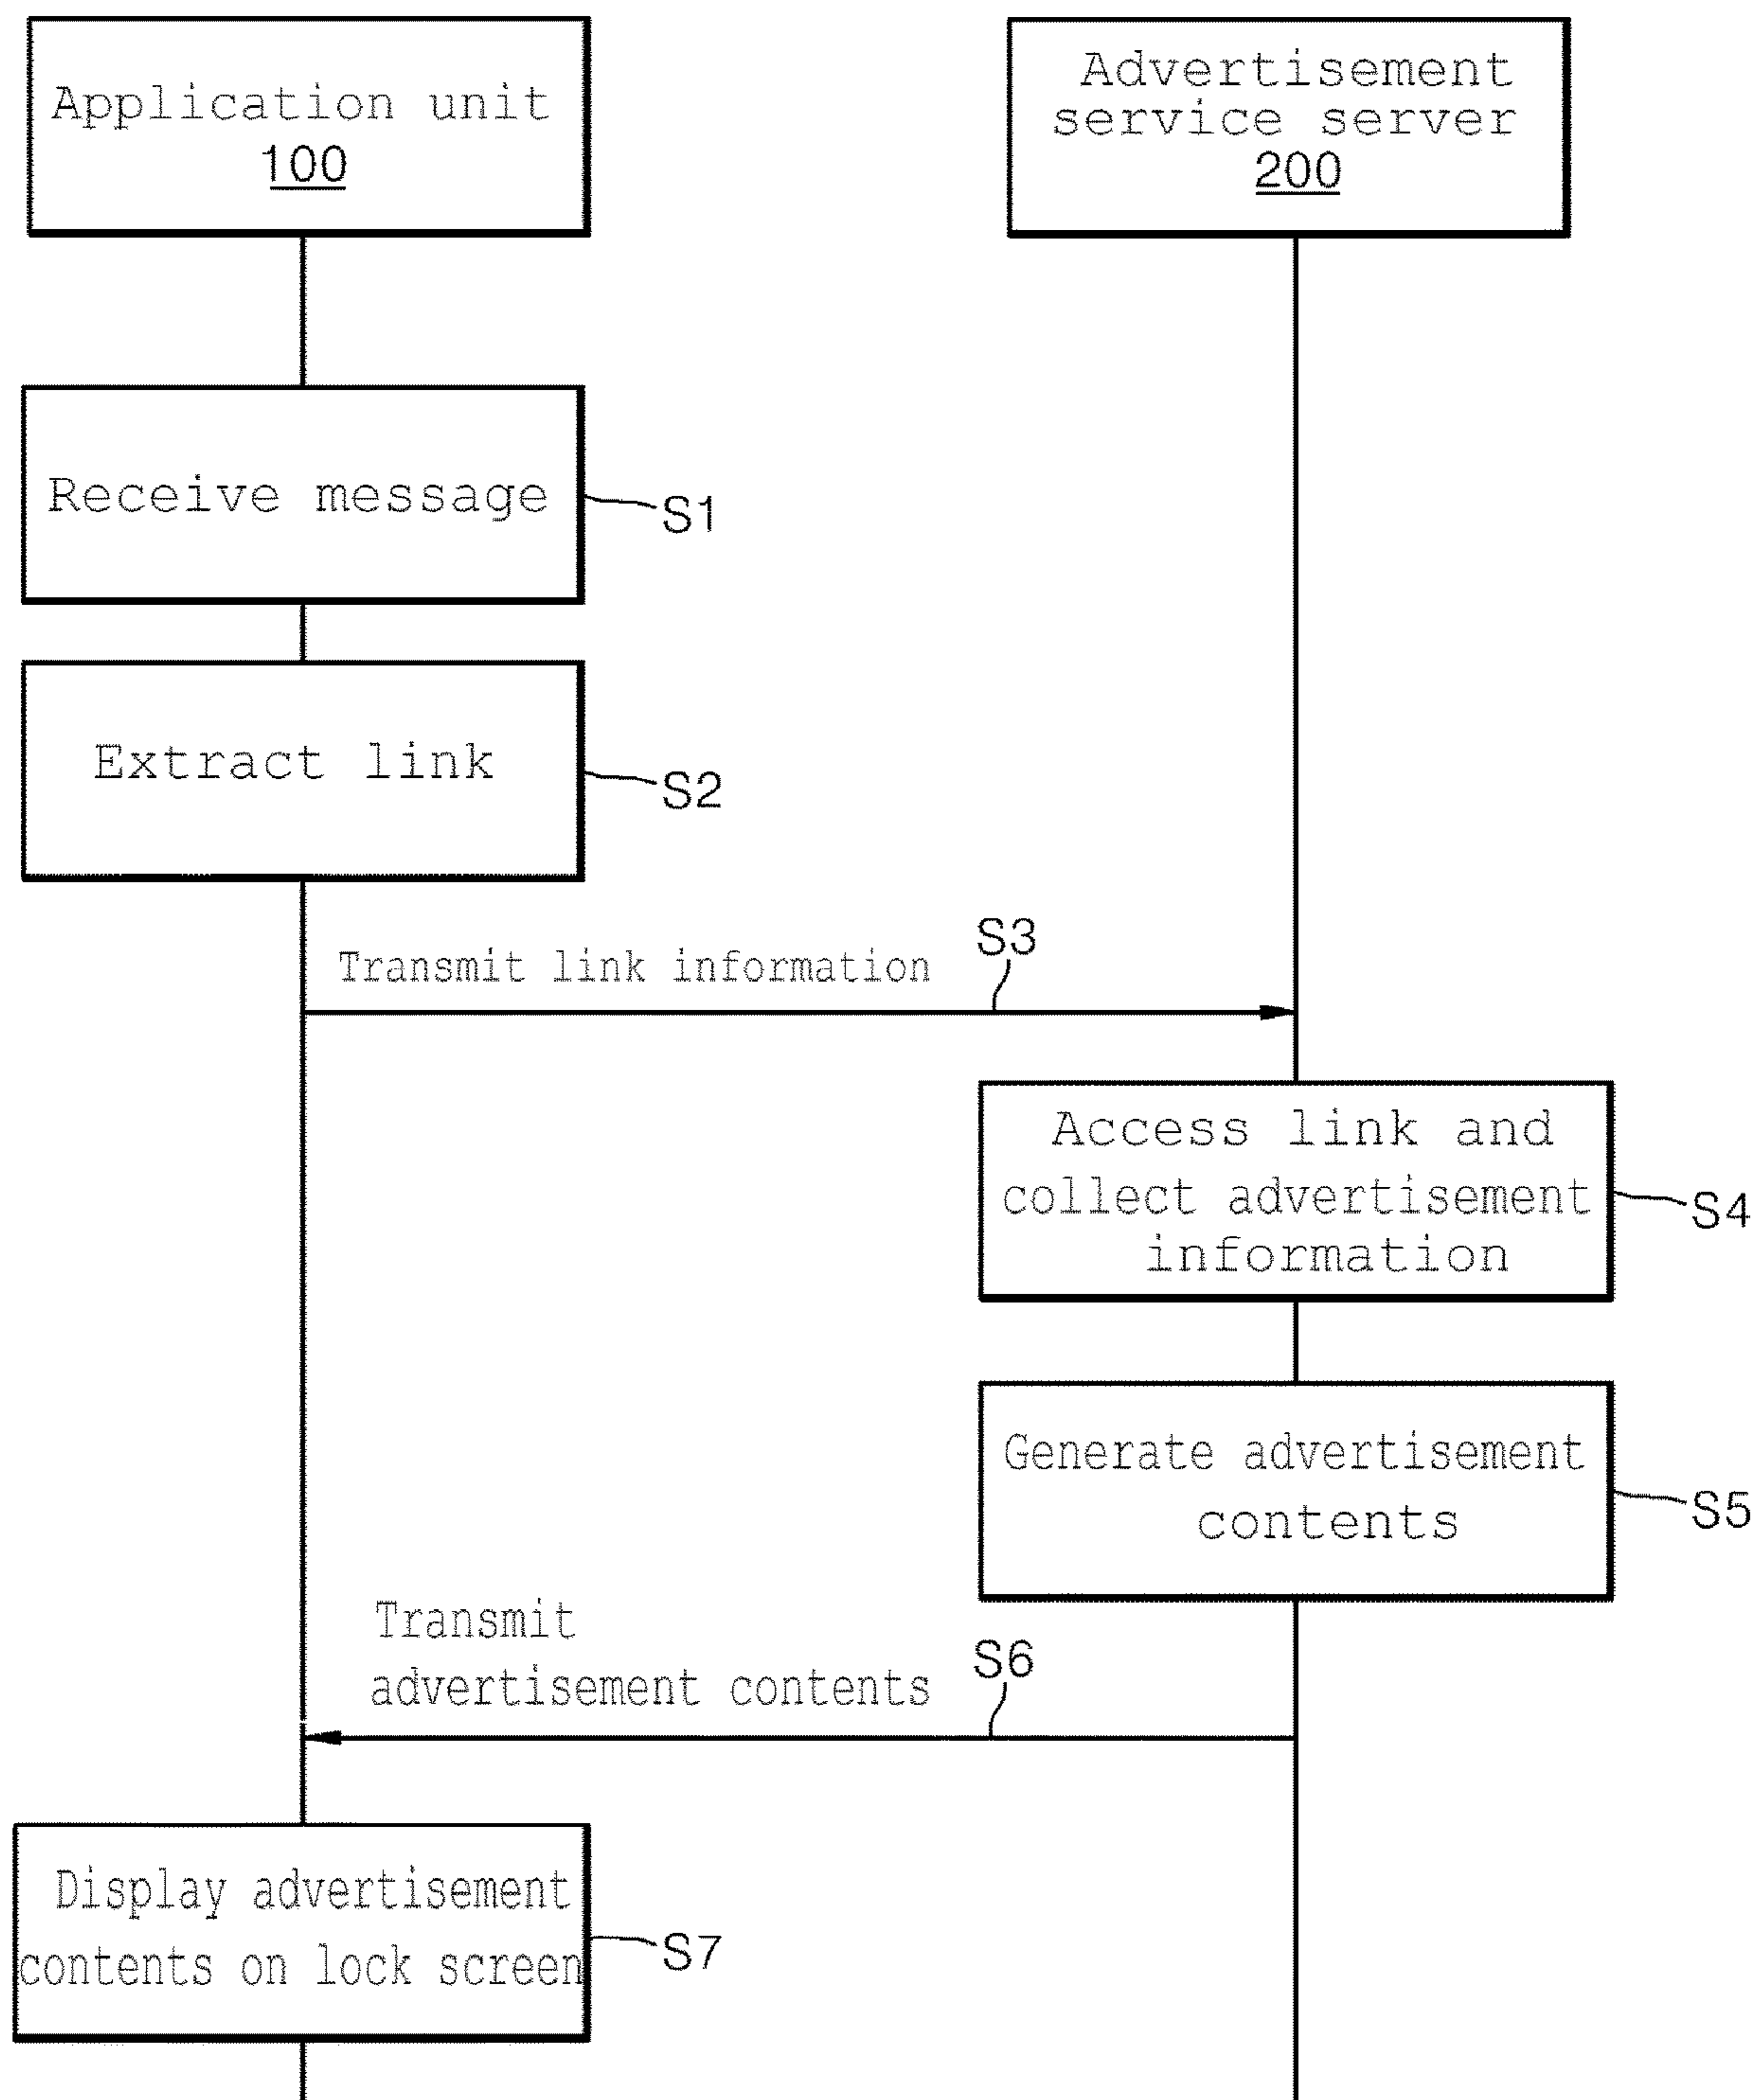 Application unit
100
Advertisement
service server
200
Receive message
S1
Extract link
S2
Transmit link information
S3
Access link and
collect advertisement
information
S4
Generate advertisement
contents
S5
Transmit
advertisement contents
S6
Display advertisement
contents on lock screen
S7